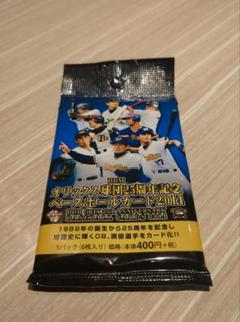 オリックス球団25周年記念
ベースボールカード2014
1989年の誕生から25周年を記念し
球団史に輝くOB、現役選手をカード化!!
1パック(6枚入り)価格(本体400円+税)